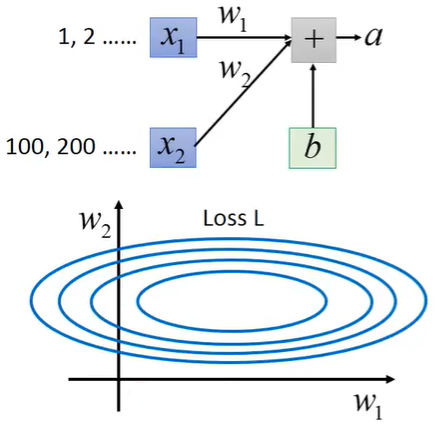 w₁
1, 2 ...... x₁ + a
w₂
100, 200 ...... x₂ b
Loss L
w₂
w₁